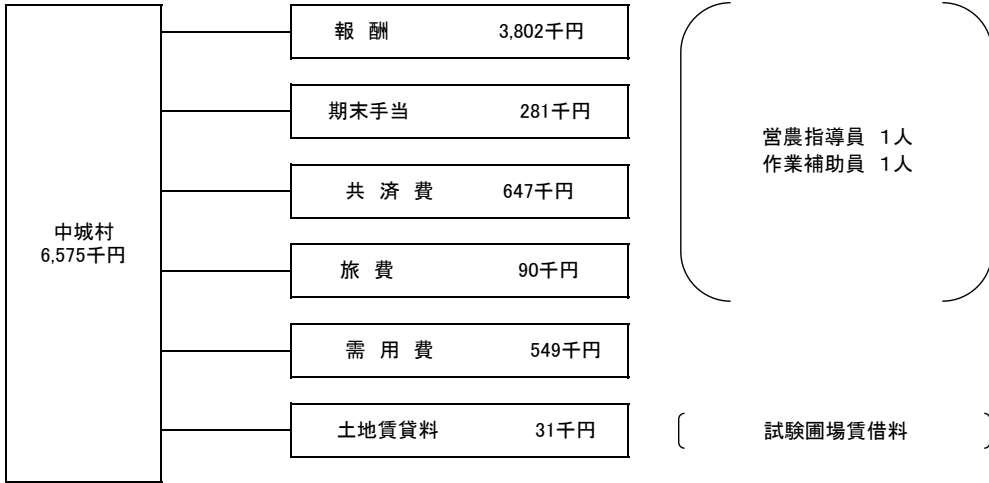 報 酬 3,802千円
期末手当 281千円
営農指導員 1人
作業補助員 1人
共 済 費 647千円
中城村
6,575千円
旅 費 90千円
需 用 費 549千円
土地賃貸料 31千円
試験圃場賃借料